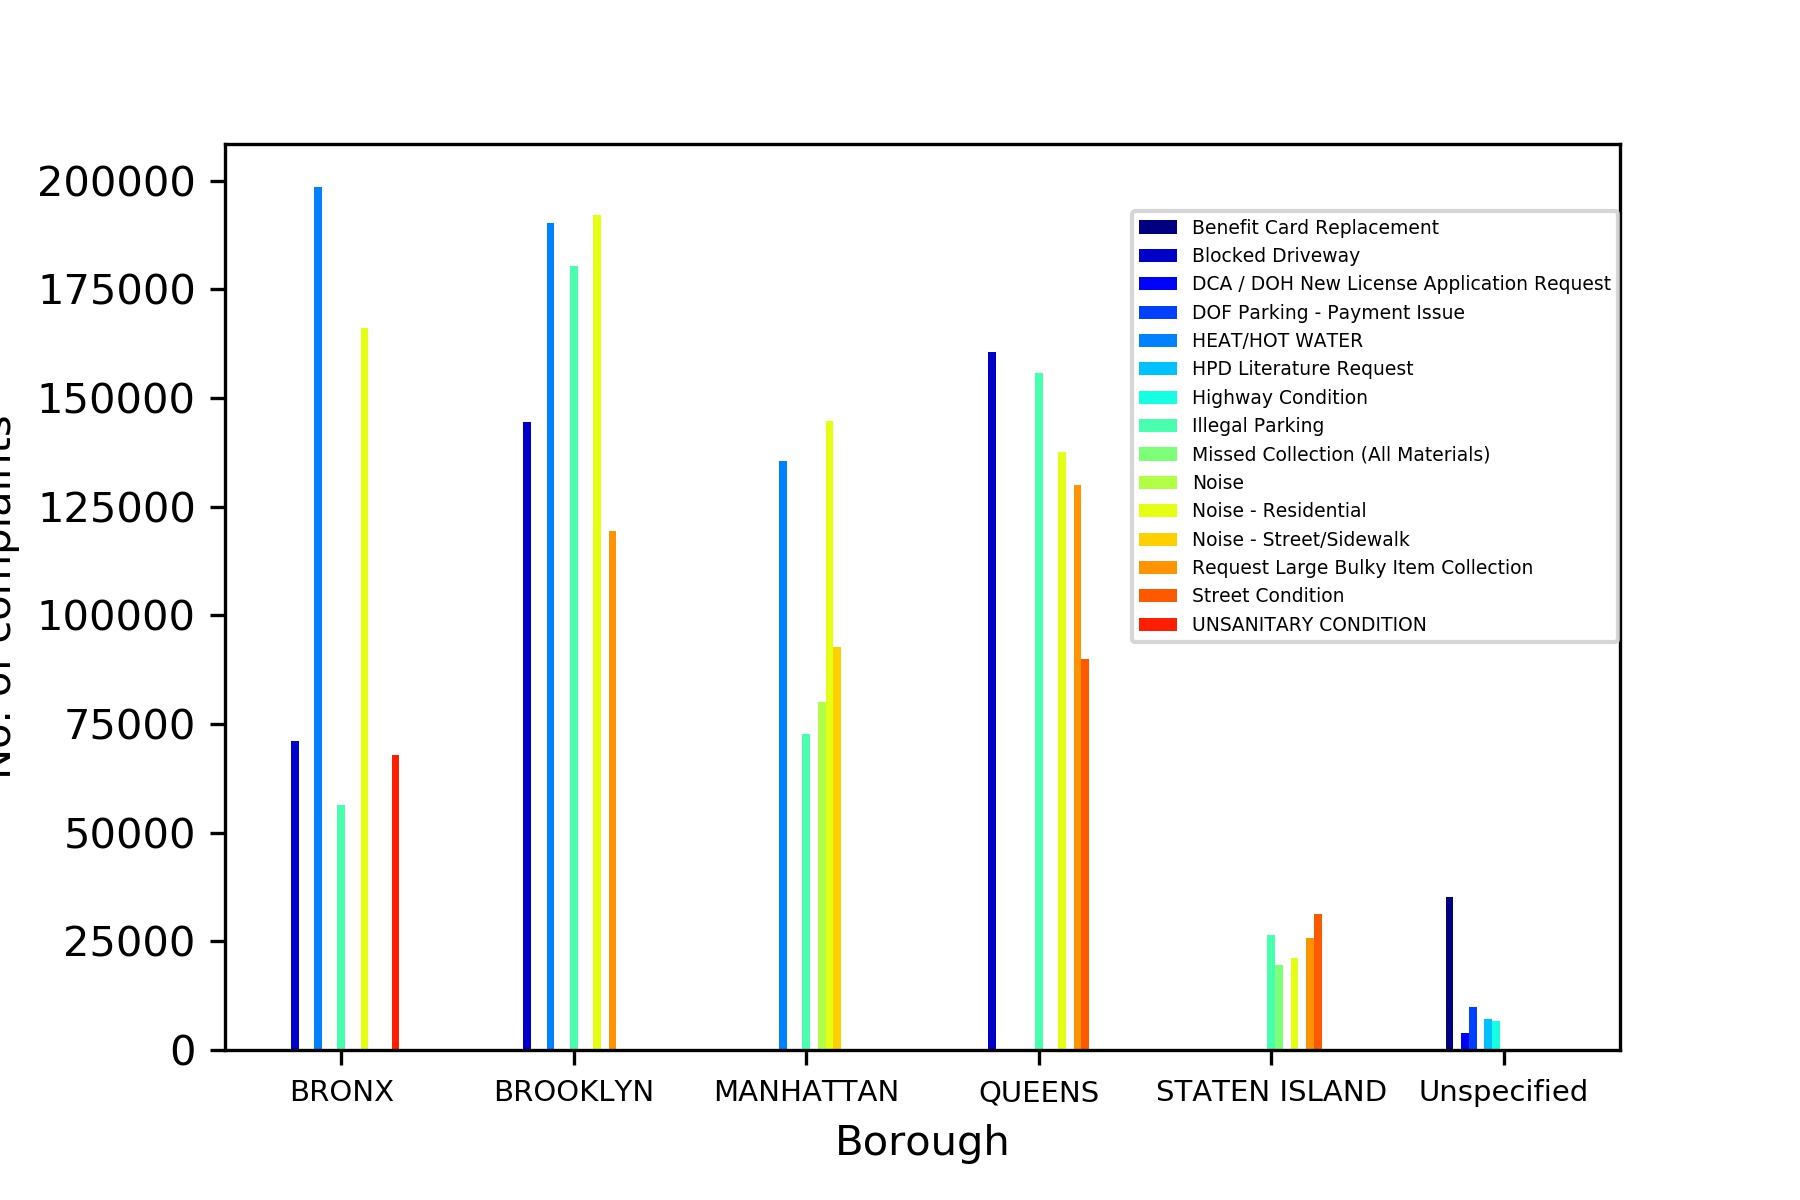 No. of complaints
200000
175000
150000
125000
100000
75000
50000
25000
0
Benefit Card Replacement
Blocked Driveway
DCA / DOH New License Application Request
DOF Parking - Payment Issue
HEAT/HOT WATER
HPD Literature Request
Highway Condition
Illegal Parking
Missed Collection (All Materials)
Noise
Noise - Residential
Noise - Street/Sidewalk
Request Large Bulky Item Collection
Street Condition
UNSANITARY CONDITION
BRONX BROOKLYN MANHATTAN QUEENS STATEN ISLAND Unspecified
Borough